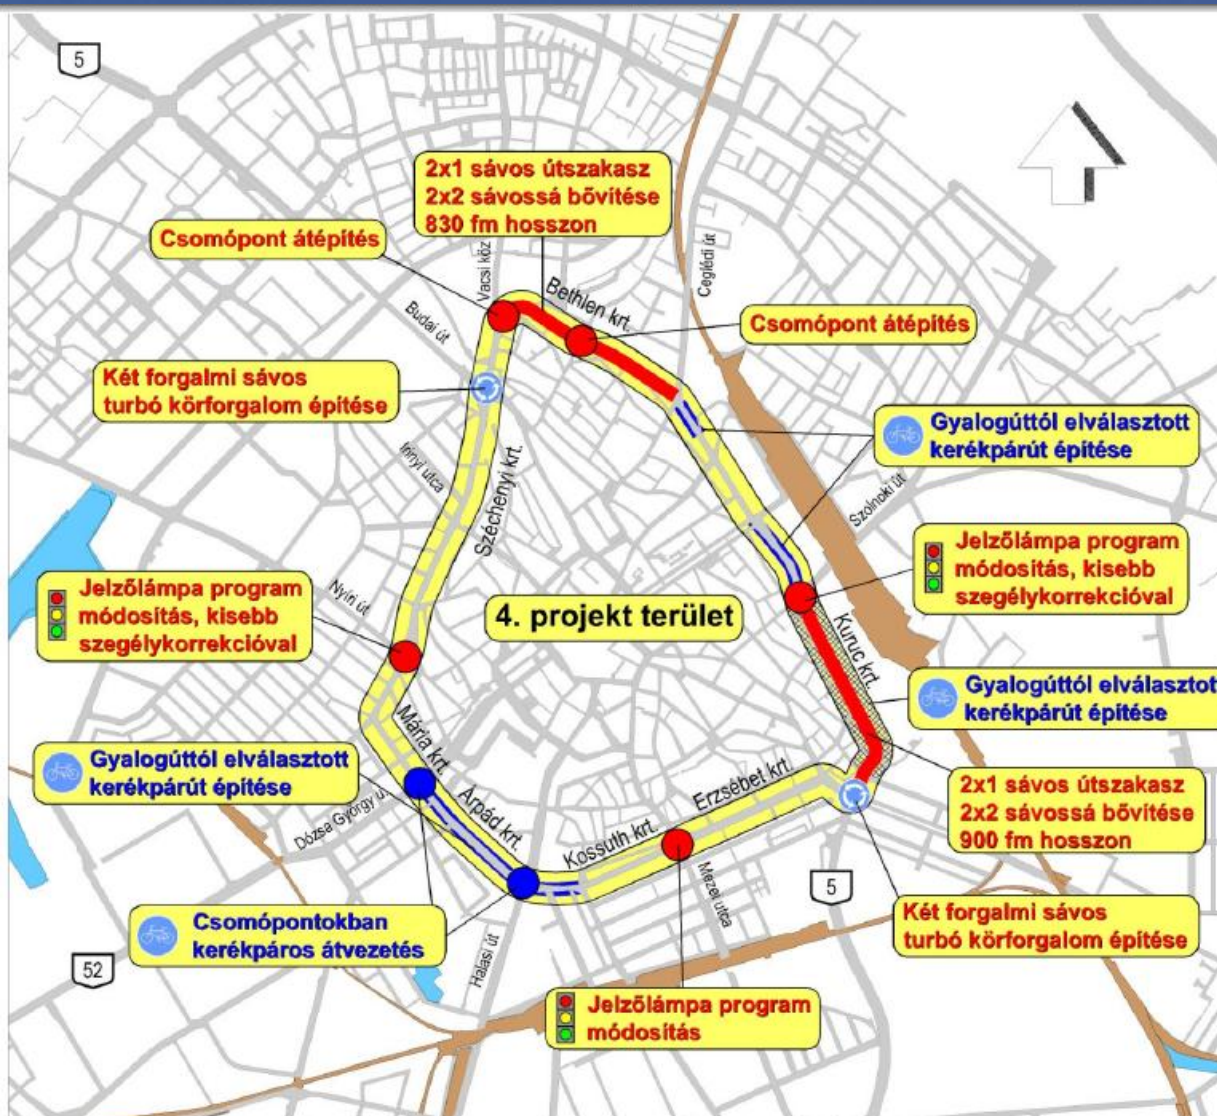 5
2x1 sávos útszakasz
2x2 sávossá bővítése
830 fm hosszon
Csomópont átépítés
Vacsi köz
Ceglédi út
Bethlen krt.
Budai út
Csomópont átépítés
Két forgalmi sávos
turbó körforgalom építése
Gyalogúttól elválasztott
kerékpárút építése
Irinyi utca
Széchenyi krt.
Szolnoki út
Jelzőlámpa program
módosítás, kisebb
szegélykorrekcióval
Jelzőlámpa program
módosítás, kisebb
szegélykorrekcióval
Nyíri út
4. projekt terület
Kuruc krt.
Gyalogúttól elválasztot
kerékpárút építése
Mária krt.
Gyalogúttól elválasztott
kerékpárút építése
Dózsa György u.
Árpád krt.
Erzsébet krt.
Kossuth krt.
2x1 sávos útszakasz
2x2 sávossá bővítése
900 fm hosszon
Mezei utca
5
Csomópontokban
kerékpáros átvezetés
Halasi út
Két forgalmi sávos
turbó körforgalom építése
52
Jelzőlámpa program
módosítás